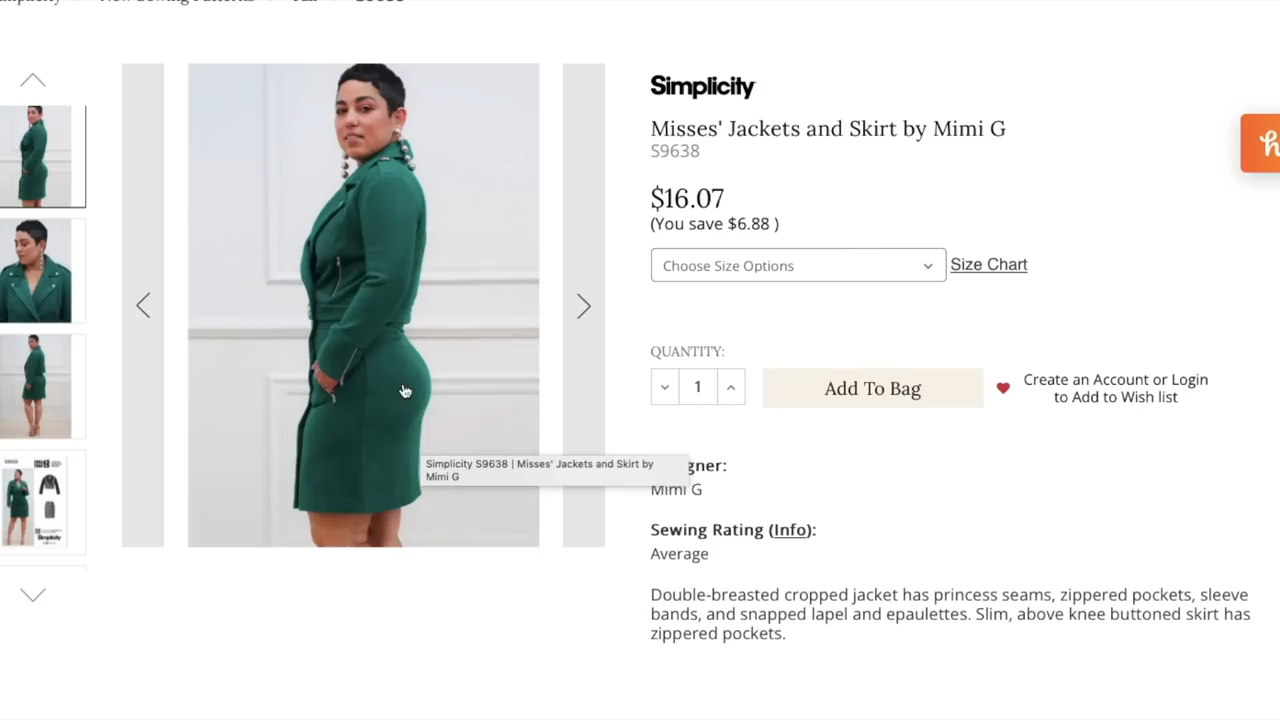 Simplicity
Misses' Jackets and Skirt by Mimi G
S9638
$16.07
(You save $6.88 )
Choose Size Options
Size Chart
QUANTITY:
1
Add To Bag
Create an Account or Login
to Add to Wish list
Simplicity S9638 | Misses' Jackets and Skirt by
Mimi G
gner:
Mimi G
Sewing Rating (Info):
Average
Double-breasted cropped jacket has princess seams, zippered pockets, sleeve
bands, and snapped lapel and epaulettes. Slim, above knee buttoned skirt has
zippered pockets.
Simplicity